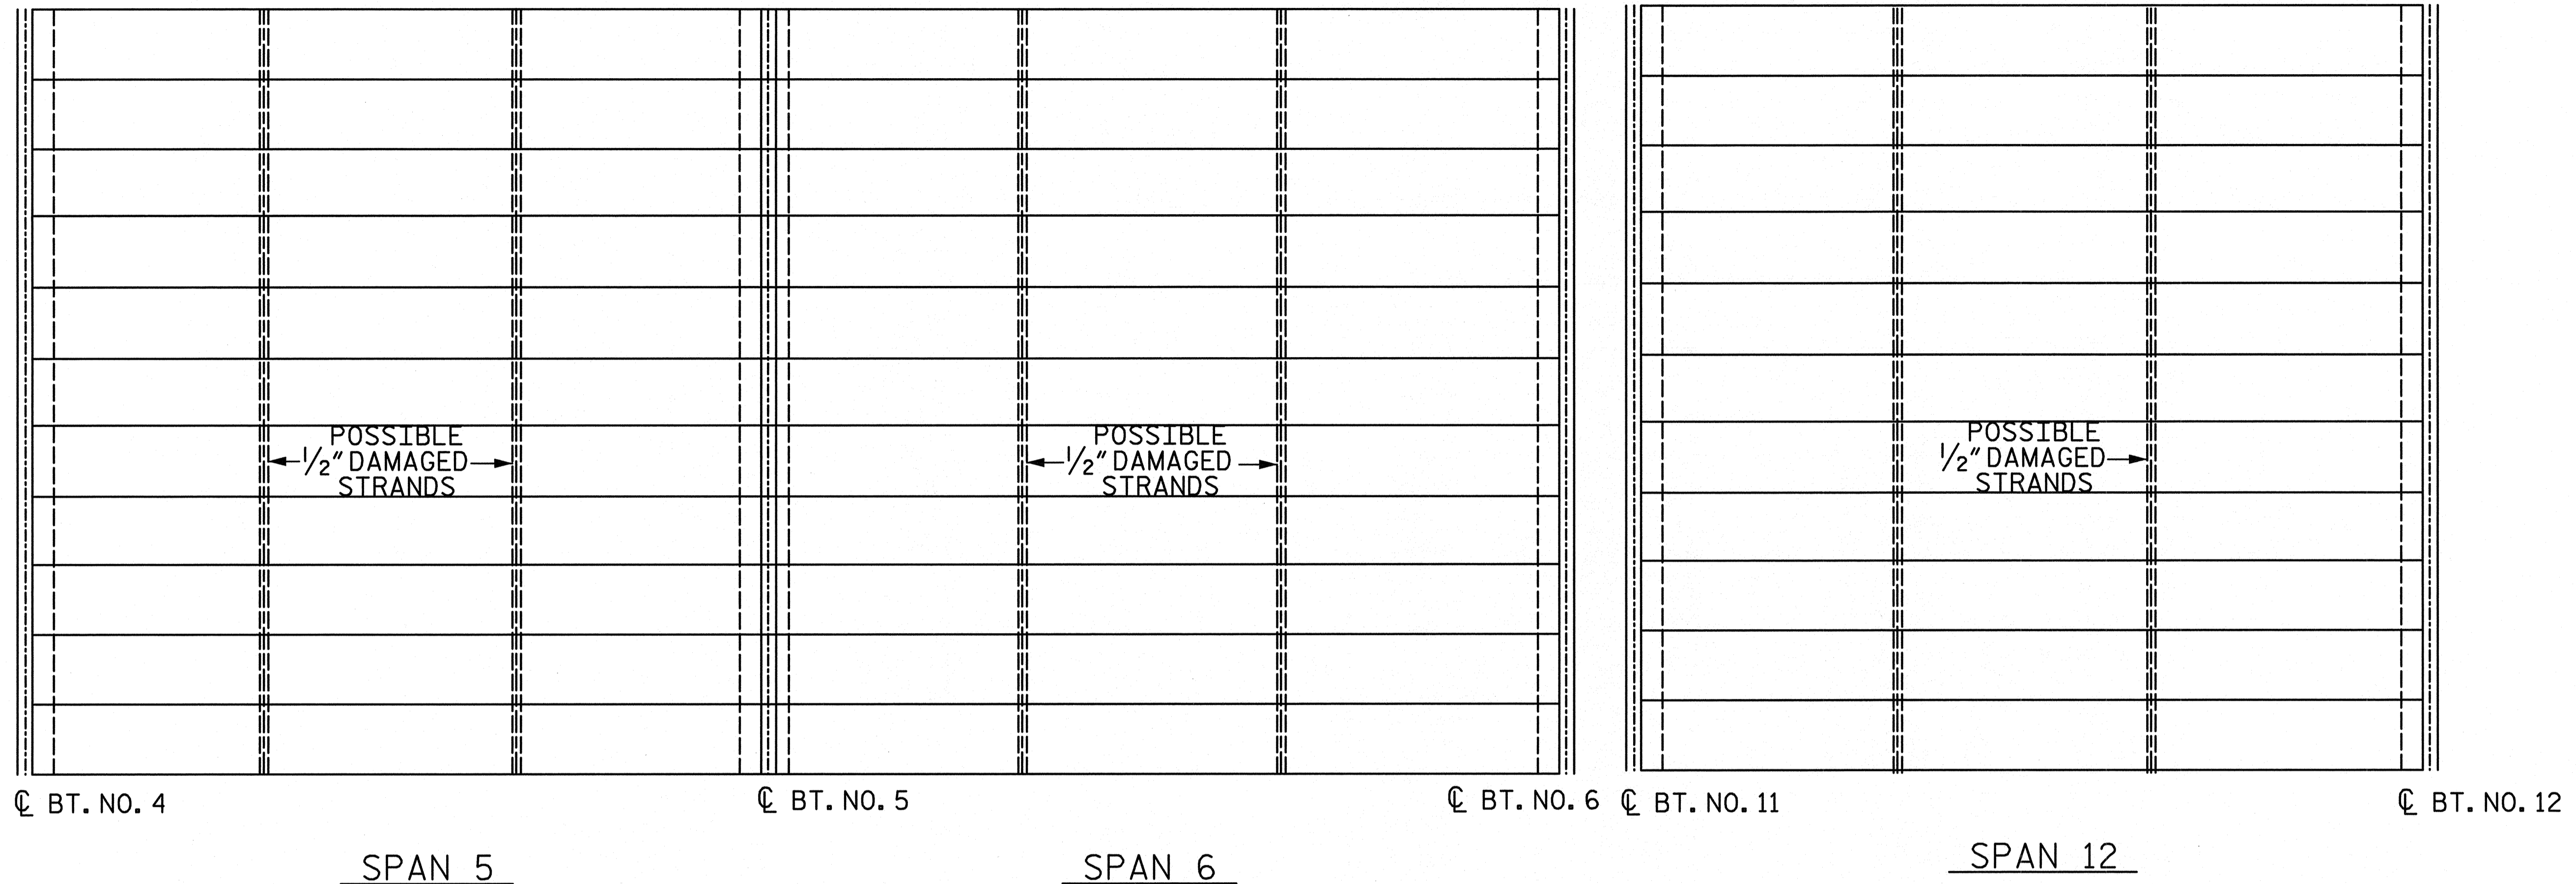 POSSIBLE
1/2" DAMAGED
STRANDS
POSSIBLE
1/2" DAMAGED
STRANDS
POSSIBLE
1/2" DAMAGED
STRANDS
℄ BT. NO. 4
℄ BT. NO. 5
℄ BT. NO. 6
℄ BT. NO. 11
℄ BT. NO. 12
SPAN 5
SPAN 6
SPAN 12